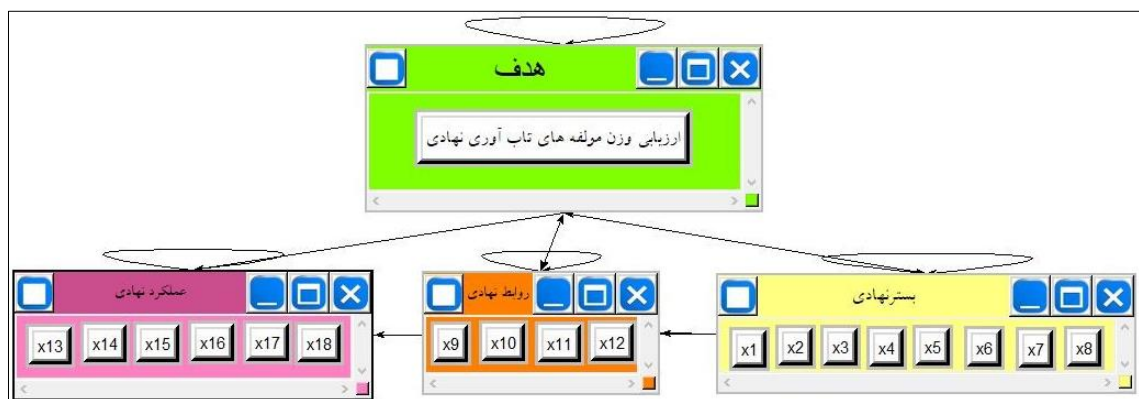 هدف
ارزیابی وزن مولفه های تاب آوری نهادی
عملکرد نهادی
x13 x14 x15 x16 x17 x18
روابط نهادی
x9 x10 x11 x12
بسترنهادی
x1 x2 x3 x4 x5 x6 x7 x8